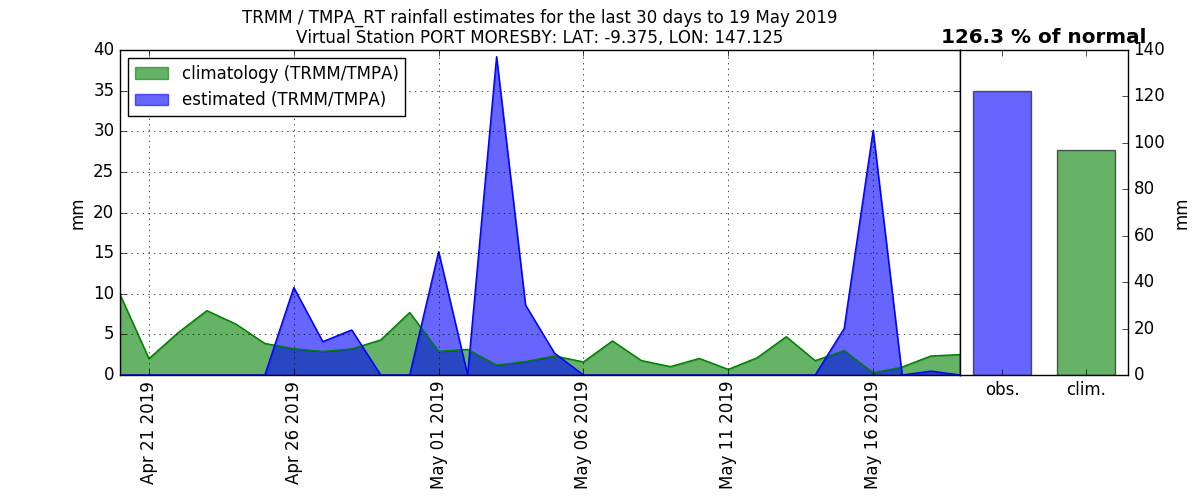 TRMM / TMPA_RT rainfall estimates for the last 30 days to 19 May 2019
Virtual Station PORT MORESBY: LAT: -9.375, LON: 147.125
126.3 % of normal
climatology (TRMM/TMPA)
estimated (TRMM/TMPA)
mm
40
35
30
25
20
15
10
5
0
Apr 21 2019
Apr 26 2019
May 01 2019
May 06 2019
May 11 2019
May 16 2019
obs.
clim.
140
120
100
80
60
40
20
0
mm